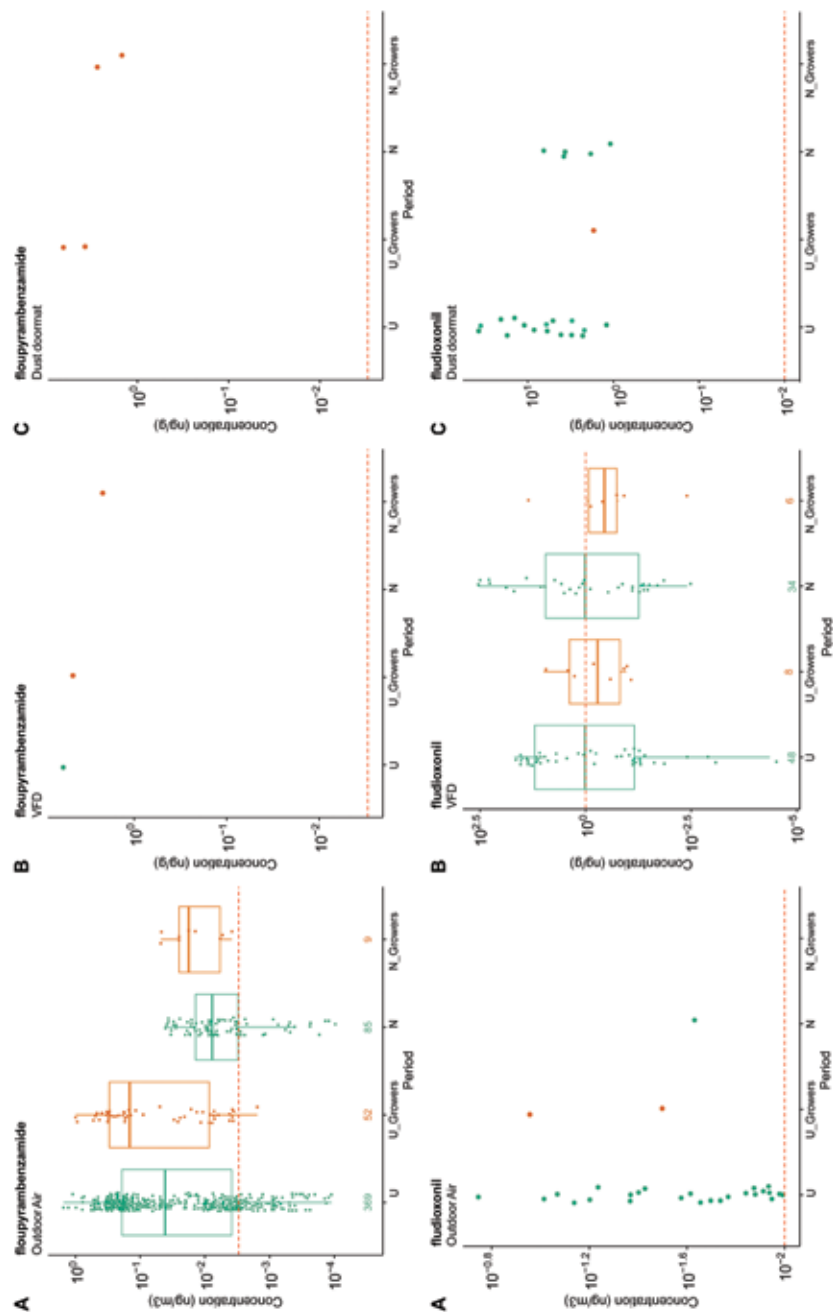 A
floupyrambenzamide
Outdoor Air
Concentration (ng/m3)
10^0
10^-1
10^-2
10^-3
10^-4
369
52
85
9
U
U_Growers
N
N_Growers
Period
B
floupyrambenzamide
VFD
Concentration (ng/g)
10^0
10^-1
10^-2
U
U_Growers
N
N_Growers
Period
C
floupyrambenzamide
Dust doormat
Concentration (ng/g)
10^0
10^-1
10^-2
U
U_Growers
N
N_Growers
Period
A
fludioxonil
Outdoor Air
Concentration (ng/m3)
10^-0.8
10^-1.2
10^-1.6
10^-2
U
U_Growers
N
N_Growers
Period
B
fludioxonil
VFD
Concentration (ng/g)
10^2.5
10^0
10^-2.5
10^-5
48
8
34
6
U
U_Growers
N
N_Growers
Period
C
fludioxonil
Dust doormat
Concentration (ng/g)
10^1
10^0
10^-1
10^-2
U
U_Growers
N
N_Growers
Period